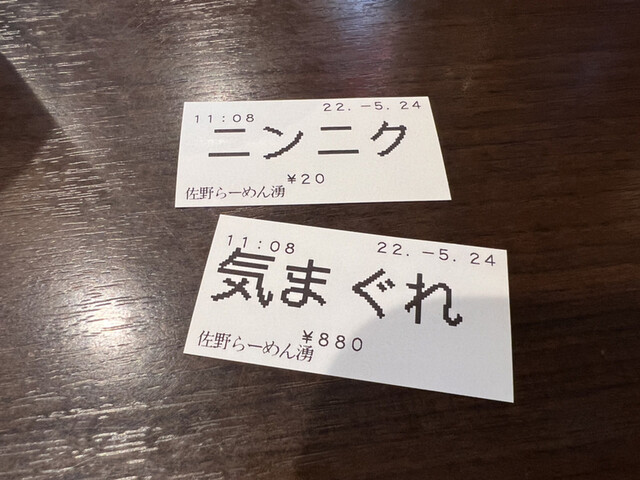 11:08 22.-5.24
ニンニク
¥20
佐野らーめん湧
11:08 22.-5.24
気まぐれ
¥880
佐野らーめん湧